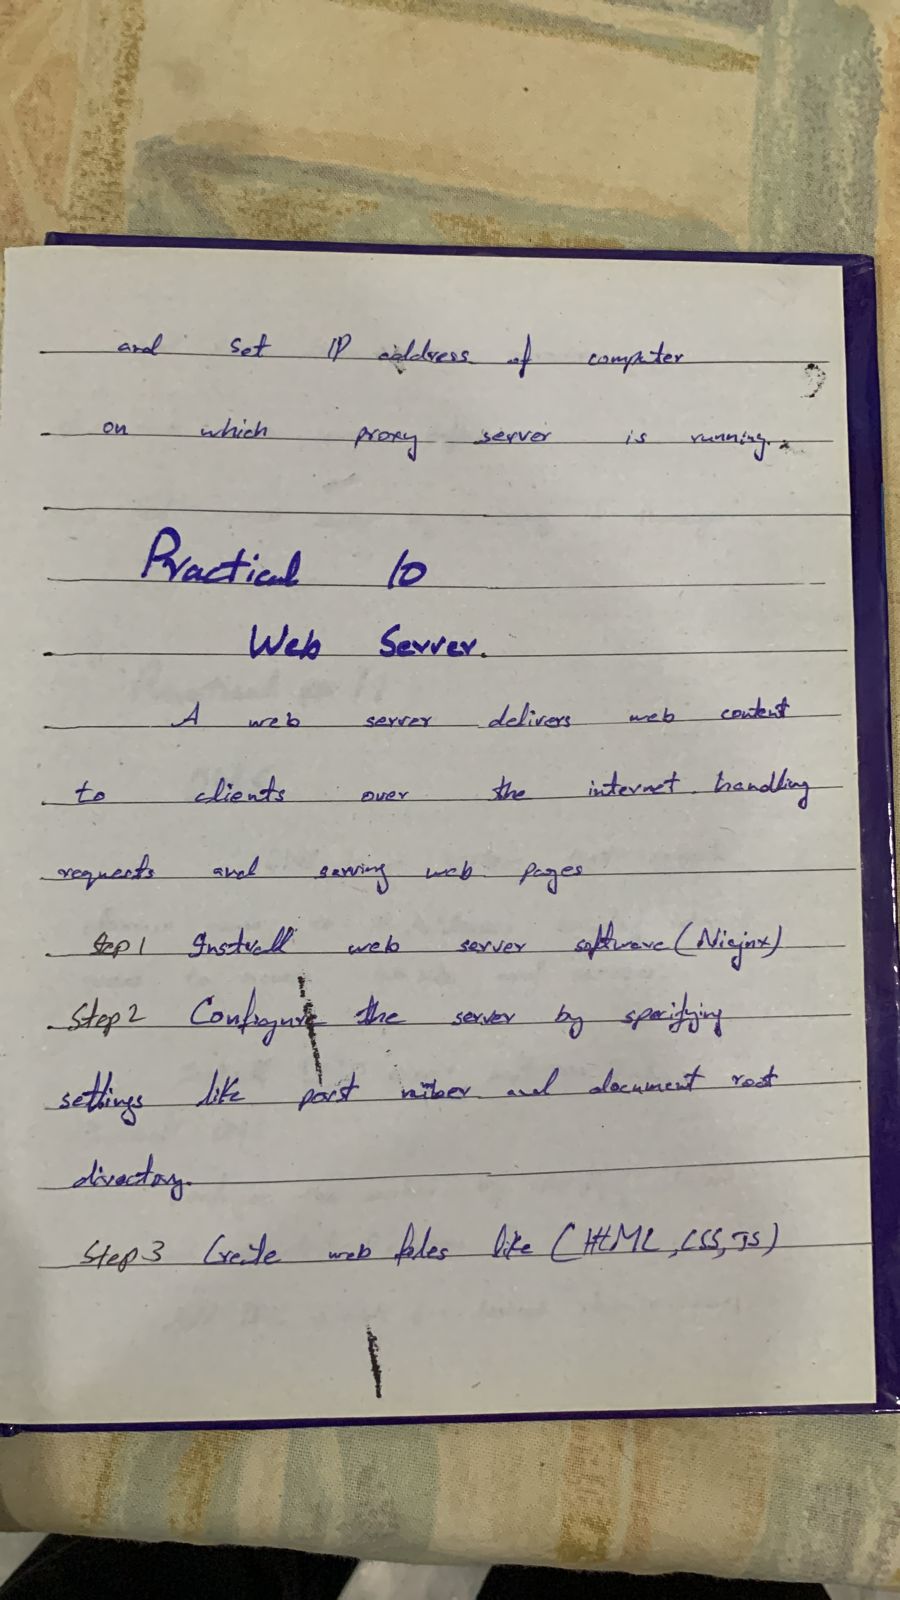 and set IP address of computer
on which proxy server is running.
Practical 10
Web Server.
A web server delivers web content
to clients over the internet handling
requests and serving web pages
Step 1 Instvall web server software (Niejnx)
Step 2 Configure the server by specifying
settings like port number and document root
directory.
Step 3 Create web files like (HTML, CSS, JS)